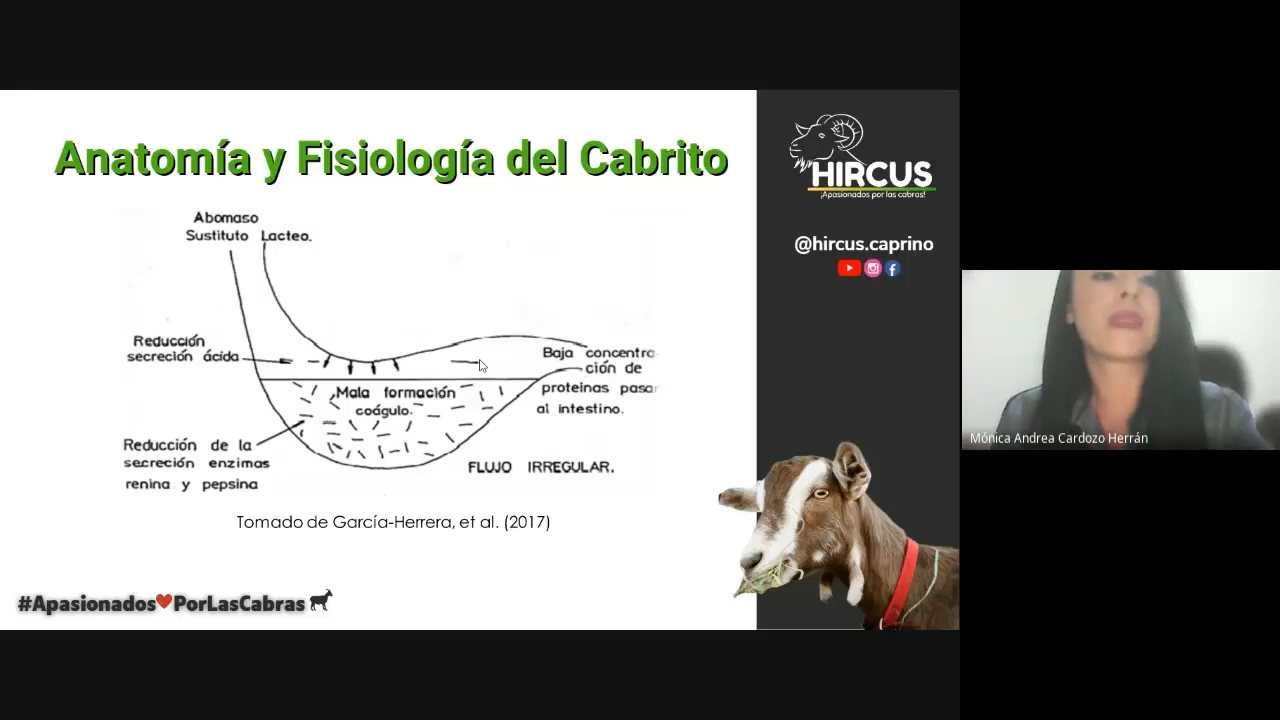 Anatomía y Fisiología del Cabrito
Abomaso
Sustituto Lacteo.
Reducción
secreción ácida
Mala formación
coágulo.
Baja concentra
ción de
proteinas pasar
al intestino.
Reducción de la
secreción enzimas
renina y pepsina
FLUJO IRREGULAR.
Tomado de García-Herrera, et al. (2017)
#Apasionados PorLasCabras
HIRCUS
¡Apasionados por las cabras!
@hircus.caprino
Mónica Andrea Cardozo Herrán